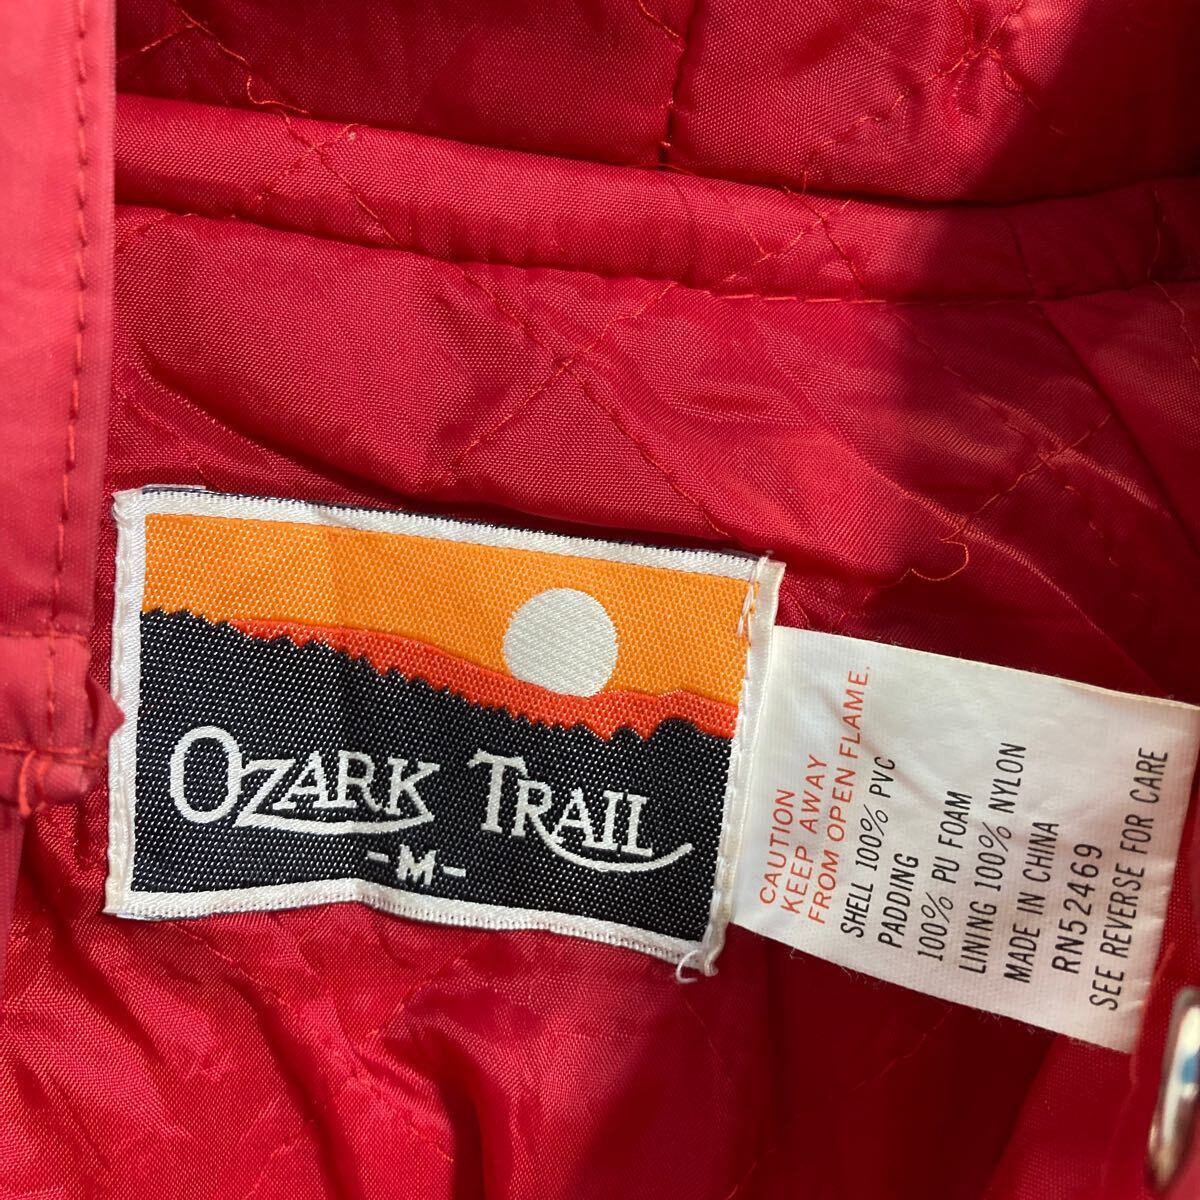 OZARK TRAIL
-M-
CAUTION
KEEP AWAY
FROM OPEN FLAME.
SHELL 100% PVC
PADDING
100% PU FOAM
LINING 100% NYLON
MADE IN CHINA
RN52469
SEE REVERSE FOR CARE